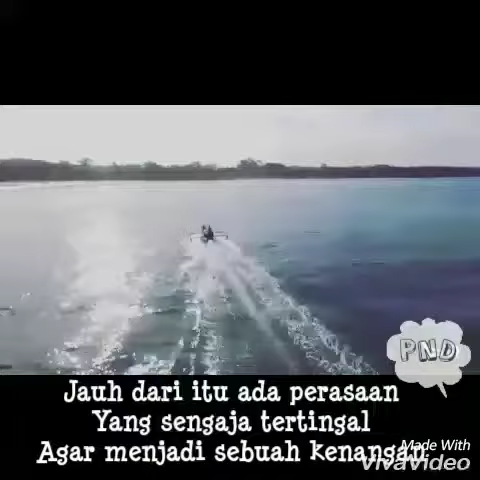 PND
Jauh dari itu ada perasaan
Yang sengaja tertingal
Agar menjadi sebuah kenangan
Made With
VivaVideo